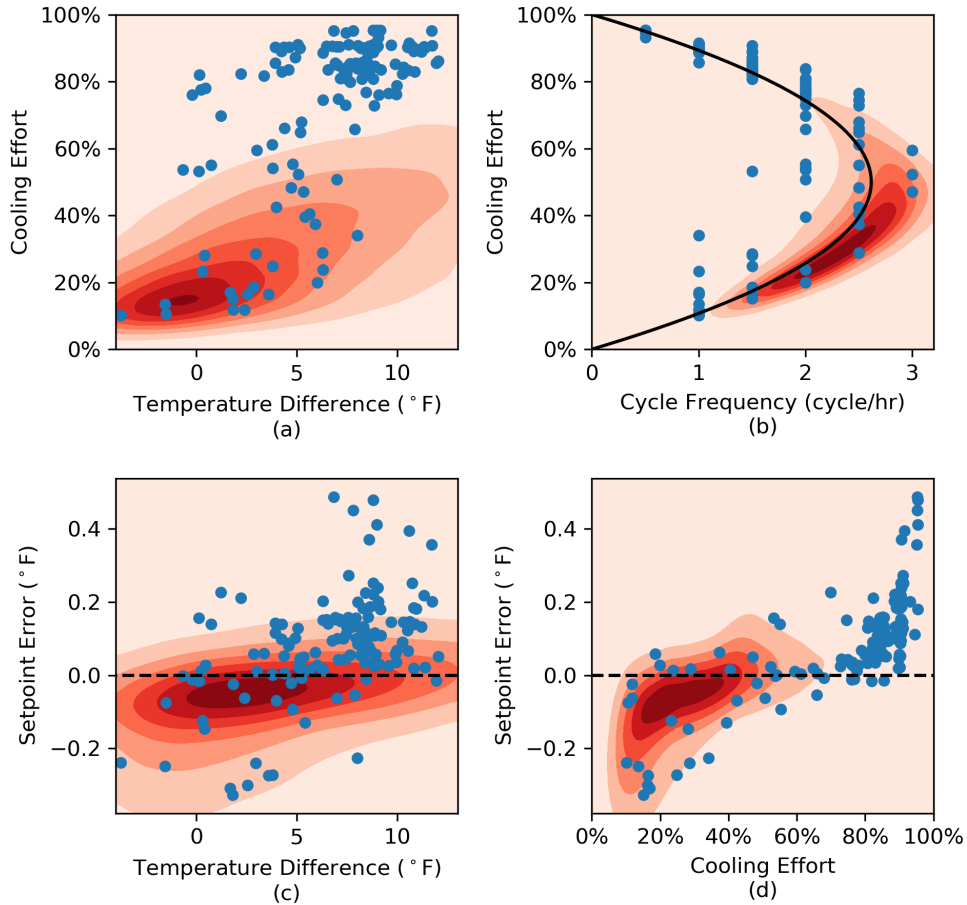 100%
80%
60%
40%
20%
0%
Cooling Effort
0 5 10
Temperature Difference (°F)
(a)
100%
80%
60%
40%
20%
0%
Cooling Effort
0 1 2 3
Cycle Frequency (cycle/hr)
(b)
0.4
0.2
0.0
−0.2
Setpoint Error (°F)
0 5 10
Temperature Difference (°F)
(c)
0.4
0.2
0.0
−0.2
Setpoint Error (°F)
0% 20% 40% 60% 80% 100%
Cooling Effort
(d)